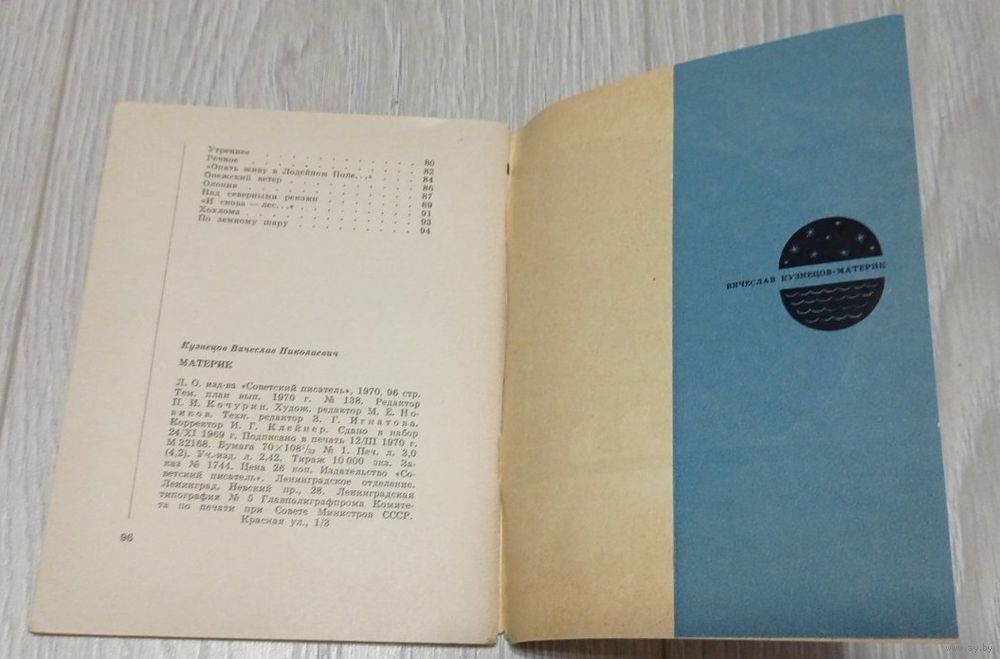 Утреннее . . . . . . . . . . 80
Речное . . . . . . . . . . 82
«Опять живу в Лодейном Поле. . .» . . . 84
Онежский ветер . . . . . . . . 86
Олония . . . . . . . . . . 87
Над северными реками . . . . . . 89
«И снова — лес. . .» . . . . . . . 91
Хохлома . . . . . . . . . . 93
По земному шару . . . . . . . . 94
Кузнецов Вячеслав Николаевич
МАТЕРИК
Л. О. изд-ва «Советский писатель», 1970, 96 стр.
Тем. план вып. 1970 г. № 138. Редактор
П. И. Кочурин. Худож. редактор М. Е. Но-
виков. Техн. редактор З. Г. Игнатова.
Корректор И. Г. Клейнер. Сдано в набор
24/XI 1969 г. Подписано в печать 12/III 1970 г.
М 32168. Бумага 70×108¹/₃₂ № 1. Печ. л. 3,0
(4,2). Уч.-изд. л. 2,42. Тираж 10 000 экз. За-
каз № 1744. Цена 26 коп. Издательство «Со-
ветский писатель». Ленинградское отделение.
Ленинград, Невский пр., 28. Ленинградская
типография № 5 Главполиграфпрома Комите-
та по печати при Совете Министров СССР.
Красная ул., 1/3
96
ВЯЧЕСЛАВ КУЗНЕЦОВ·МАТЕРИК
www.ay.by